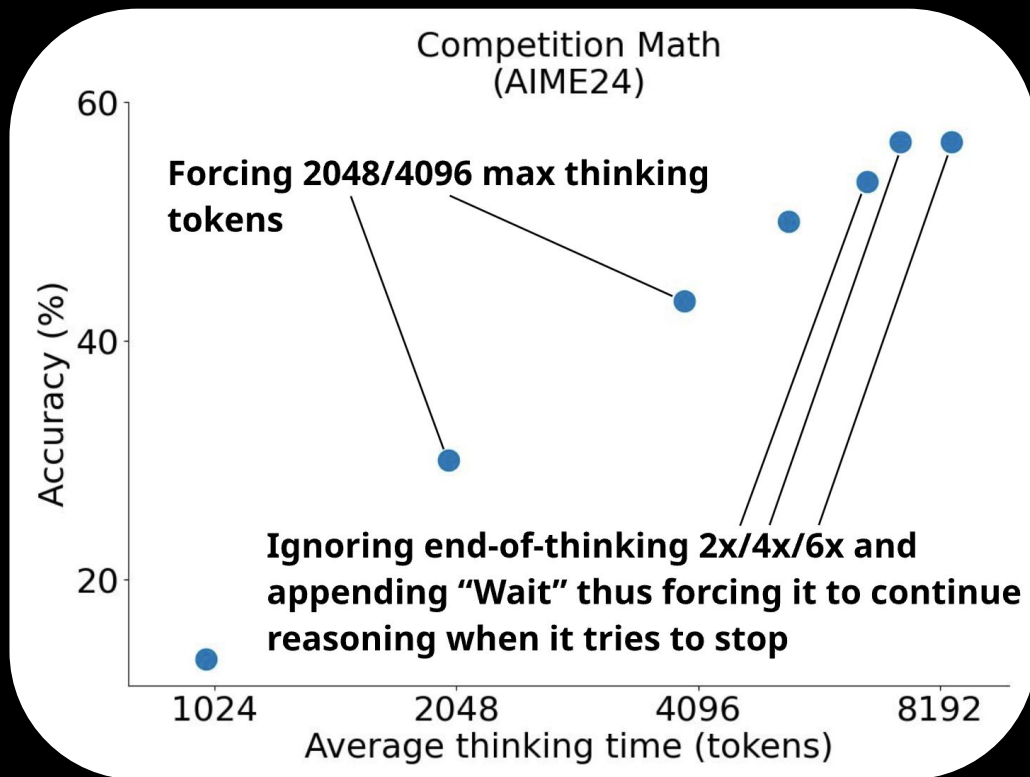 Competition Math
(AIME24)
60
Forcing 2048/4096 max thinking
tokens
40
Accuracy (%)
Ignoring end-of-thinking 2x/4x/6x and
20
appending “Wait” thus forcing it to continue
reasoning when it tries to stop
1024
2048
4096
8192
Average thinking time (tokens)